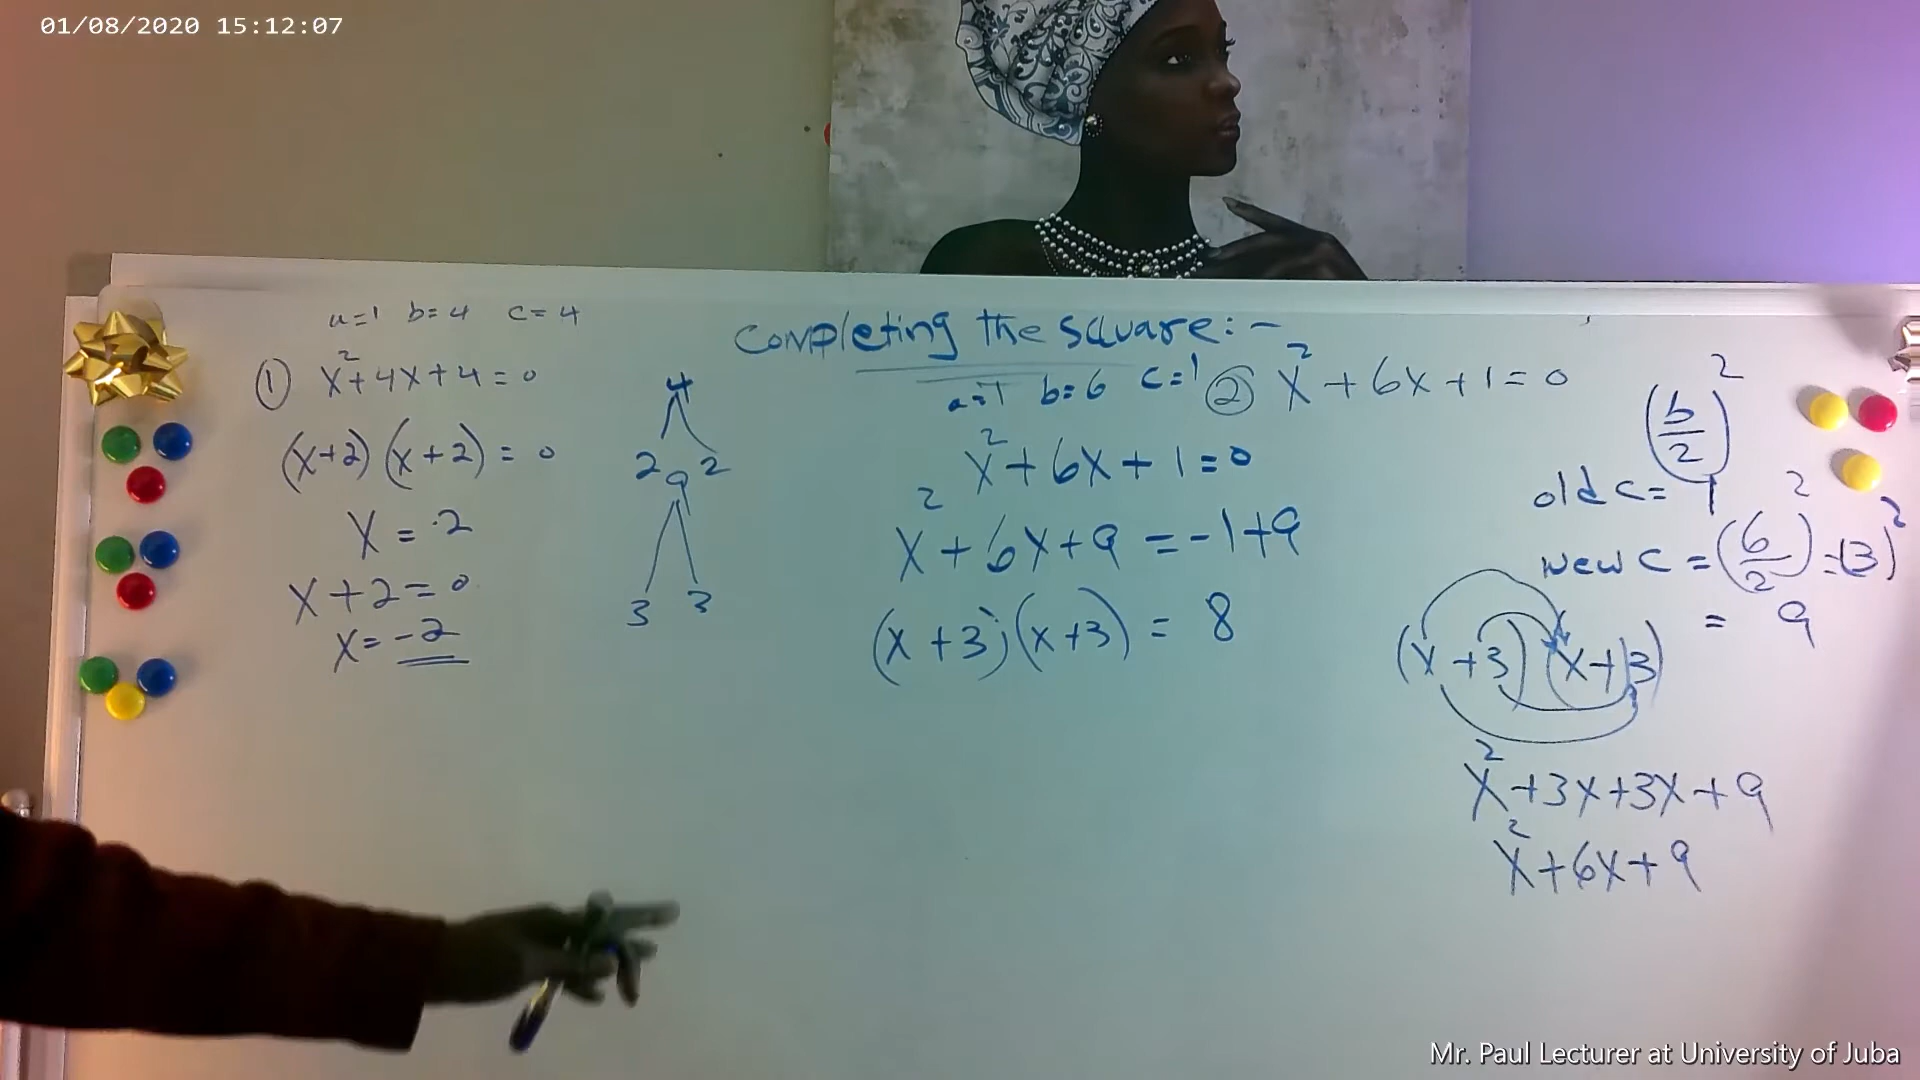 01/08/2020 15:12:07
a=1 b=4 c=4
① x²+4x+4=0
(x+2)(x+2)=0
x=-2
x+2=0
x=-2
4
2 2
9
3 3
Completing the square:-
a=1 b=6 c=1
② x²+6x+1=0
x²+6x+1=0
x²+6x+9=-1+9
(x+3)(x+3)=8
(b/2)²
old c=1
new c=(6/2)²=(3)²
=9
(x+3)(x+3)
x²+3x+3x+9
x²+6x+9
Mr. Paul Lecturer at University of Juba